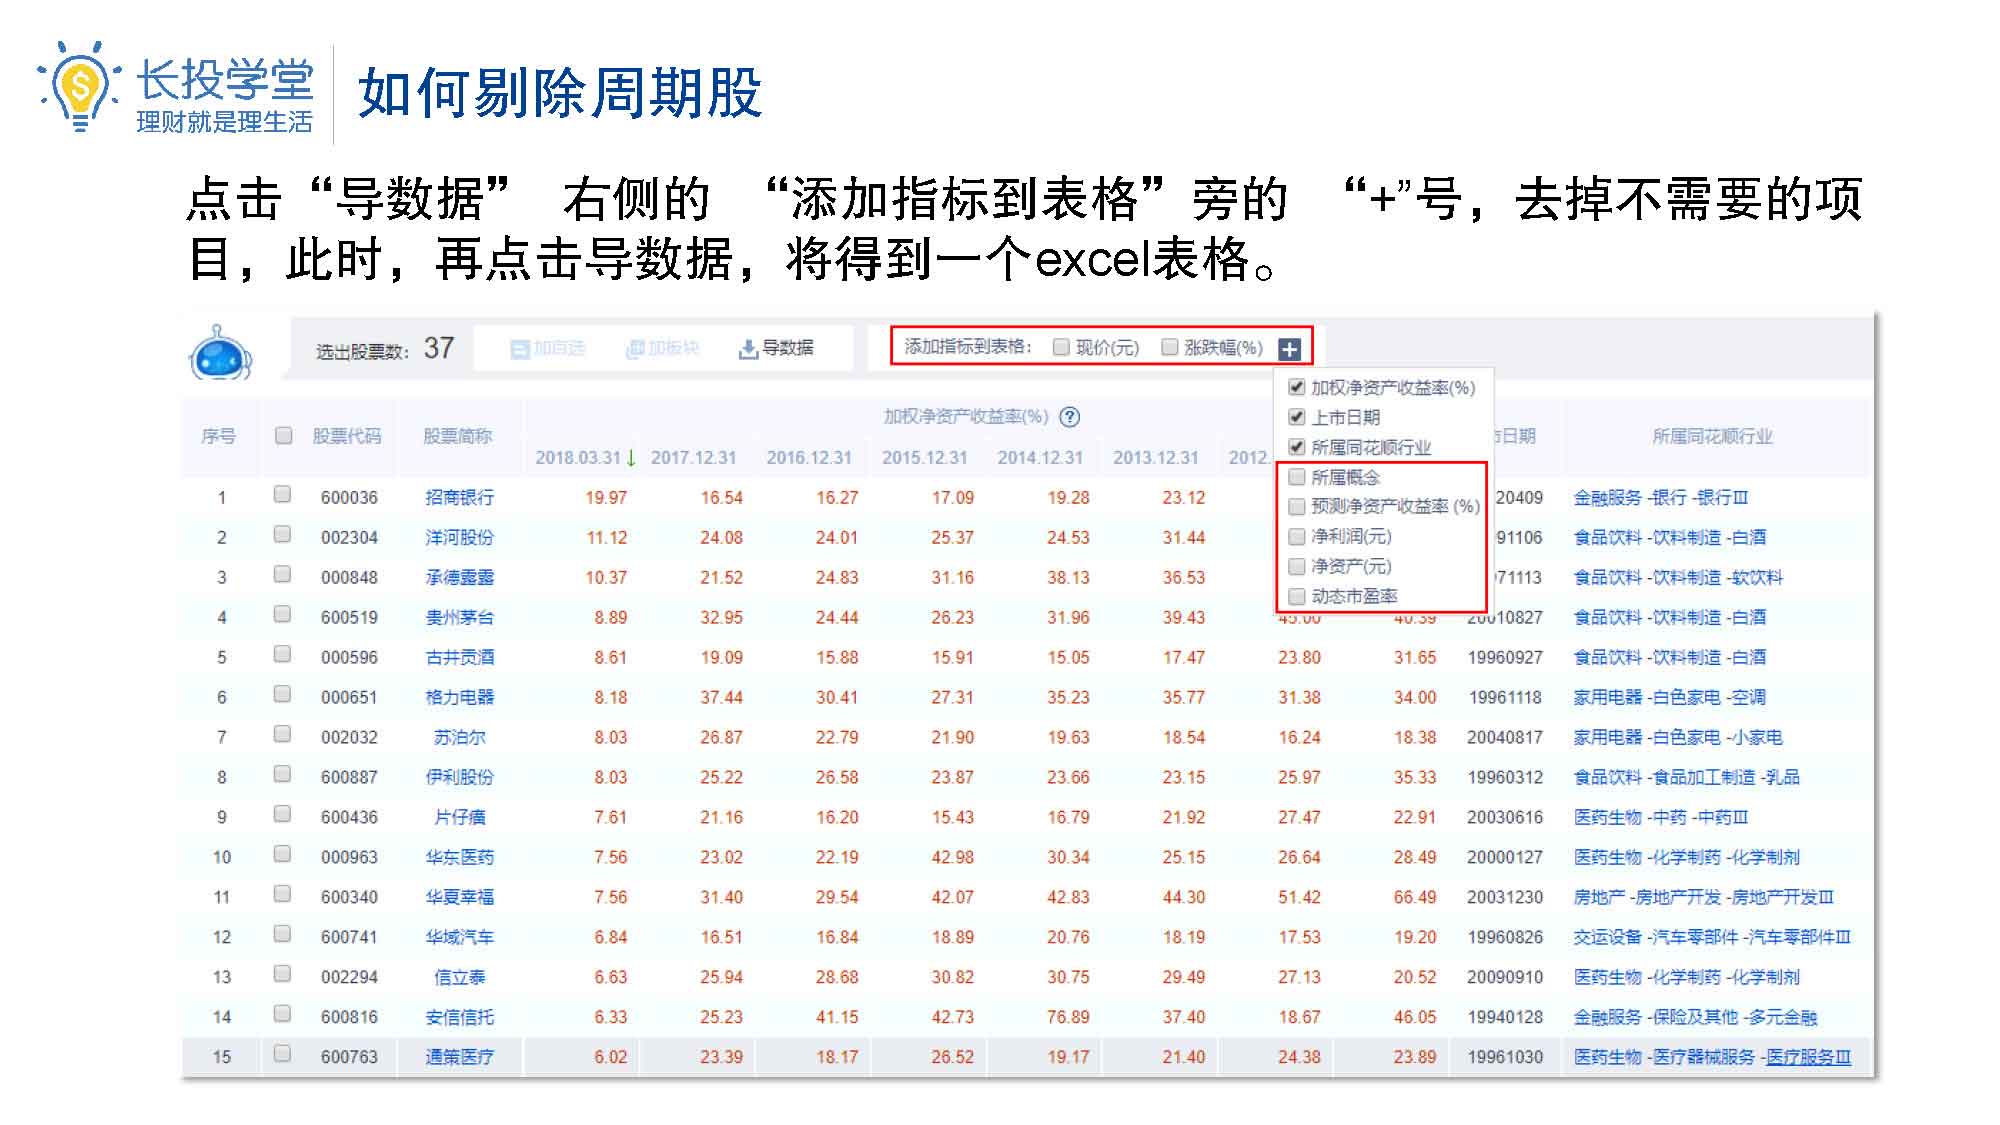 长投学堂
理财就是理生活
如何剔除周期股
点击“导数据” 右侧的 “添加指标到表格”旁的 “+”号，去掉不需要的项
目，此时，再点击导数据，将得到一个excel表格。
选出股票数：37 加自选 加板块 导数据 添加指标到表格： 现价(元) 涨跌幅(%)
加权净资产收益率(%)
上市日期
所属同花顺行业
所属概念
预测净资产收益率 (%)
净利润(元)
净资产(元)
动态市盈率
序号 股票代码 股票简称 加权净资产收益率(%) 市日期 所属同花顺行业
2018.03.31 2017.12.31 2016.12.31 2015.12.31 2014.12.31 2013.12.31 2012.
1 600036 招商银行 19.97 16.54 16.27 17.09 19.28 23.12 20409 金融服务 -银行 -银行Ⅲ
2 002304 洋河股份 11.12 24.08 24.01 25.37 24.53 31.44 91106 食品饮料 -饮料制造 -白酒
3 000848 承德露露 10.37 21.52 24.83 31.16 38.13 36.53 71113 食品饮料 -饮料制造 -软饮料
4 600519 贵州茅台 8.89 32.95 24.44 26.23 31.96 39.43 45.00 40.39 20010827 食品饮料 -饮料制造 -白酒
5 000596 古井贡酒 8.61 19.09 15.88 15.91 15.05 17.47 23.80 31.65 19960927 食品饮料 -饮料制造 -白酒
6 000651 格力电器 8.18 37.44 30.41 27.31 35.23 35.77 31.38 34.00 19961118 家用电器 -白色家电 -空调
7 002032 苏泊尔 8.03 26.87 22.79 21.90 19.63 18.54 16.24 18.38 20040817 家用电器 -白色家电 -小家电
8 600887 伊利股份 8.03 25.22 26.58 23.87 23.66 23.15 25.97 35.33 19960312 食品饮料 -食品加工制造 -乳品
9 600436 片仔癀 7.61 21.16 16.20 15.43 16.79 21.92 27.47 22.91 20030616 医药生物 -中药 -中药Ⅲ
10 000963 华东医药 7.56 23.02 22.19 42.98 30.34 25.15 26.64 28.49 20000127 医药生物 -化学制药 -化学制剂
11 600340 华夏幸福 7.56 31.40 29.54 42.07 42.83 44.30 51.42 66.49 20031230 房地产 -房地产开发 -房地产开发Ⅲ
12 600741 华域汽车 6.84 16.51 16.84 18.89 20.76 18.19 17.53 19.20 19960826 交运设备 -汽车零部件 -汽车零部件Ⅲ
13 002294 信立泰 6.63 25.94 28.68 30.82 30.75 29.49 27.13 20.52 20090910 医药生物 -化学制药 -化学制剂
14 600816 安信信托 6.33 25.23 41.15 42.73 76.89 37.40 18.67 46.05 19940128 金融服务 -保险及其他 -多元金融
15 600763 通策医疗 6.02 23.39 18.17 26.52 19.17 21.40 24.38 23.89 19961030 医药生物 -医疗器械服务 -医疗服务Ⅲ